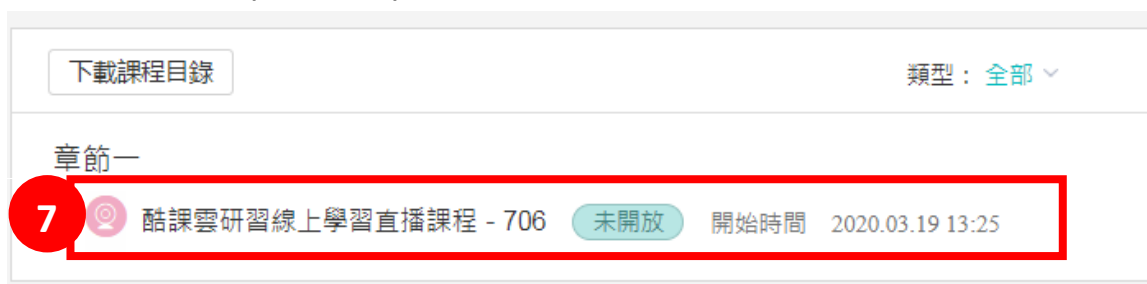 下載課程目錄 類型： 全部
章節一
7 酷課雲研習線上學習直播課程 - 706 未開放 開始時間 2020.03.19 13:25